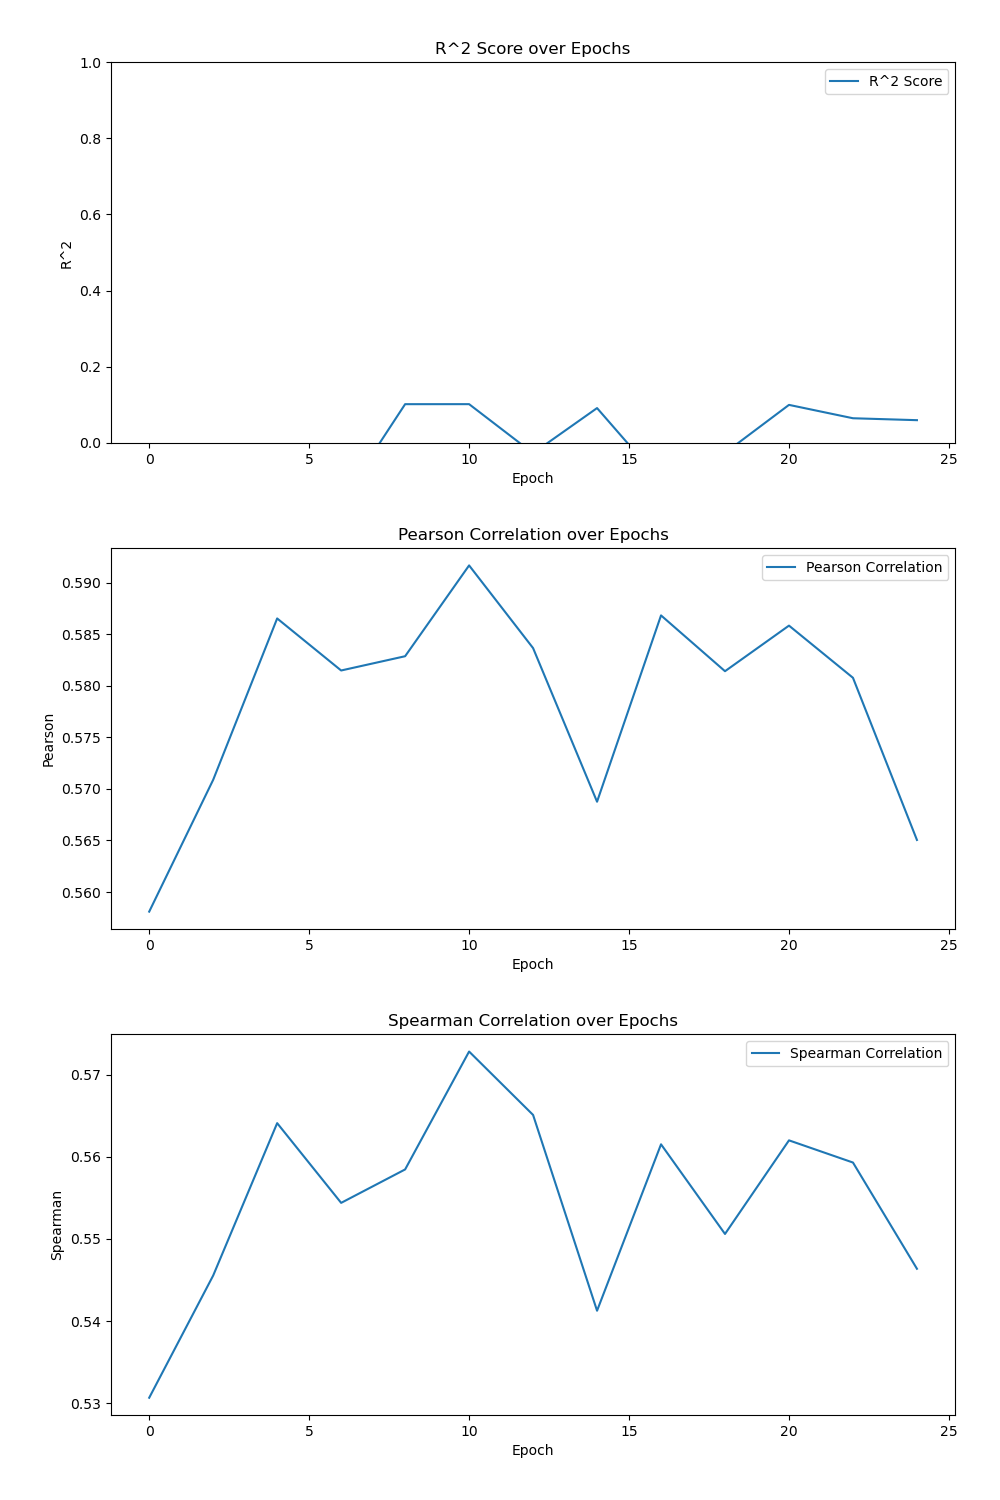 R^2 Score over Epochs
1.0
R^2 Score
0.8
0.6
R^2
0.4
0.2
0.0
0 5 10 15 20 25
Epoch
Pearson Correlation over Epochs
Pearson Correlation
0.590
0.585
0.580
0.575
Pearson
0.570
0.565
0.560
0 5 10 15 20 25
Epoch
Spearman Correlation over Epochs
Spearman Correlation
0.57
0.56
0.55
Spearman
0.54
0.53
0 5 10 15 20 25
Epoch